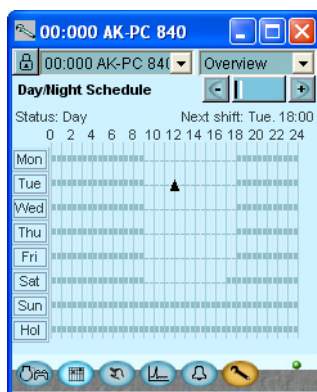 00:000 AK-PC 840
00:000 AK-PC 84( Overview
Day/Night Schedule
Status: Day Next shift: Tue. 18:00
0 2 4 6 8 10 12 14 16 18 20 22 24
Mon
Tue
Wed
Thu
Fri
Sat
Sun
Hol